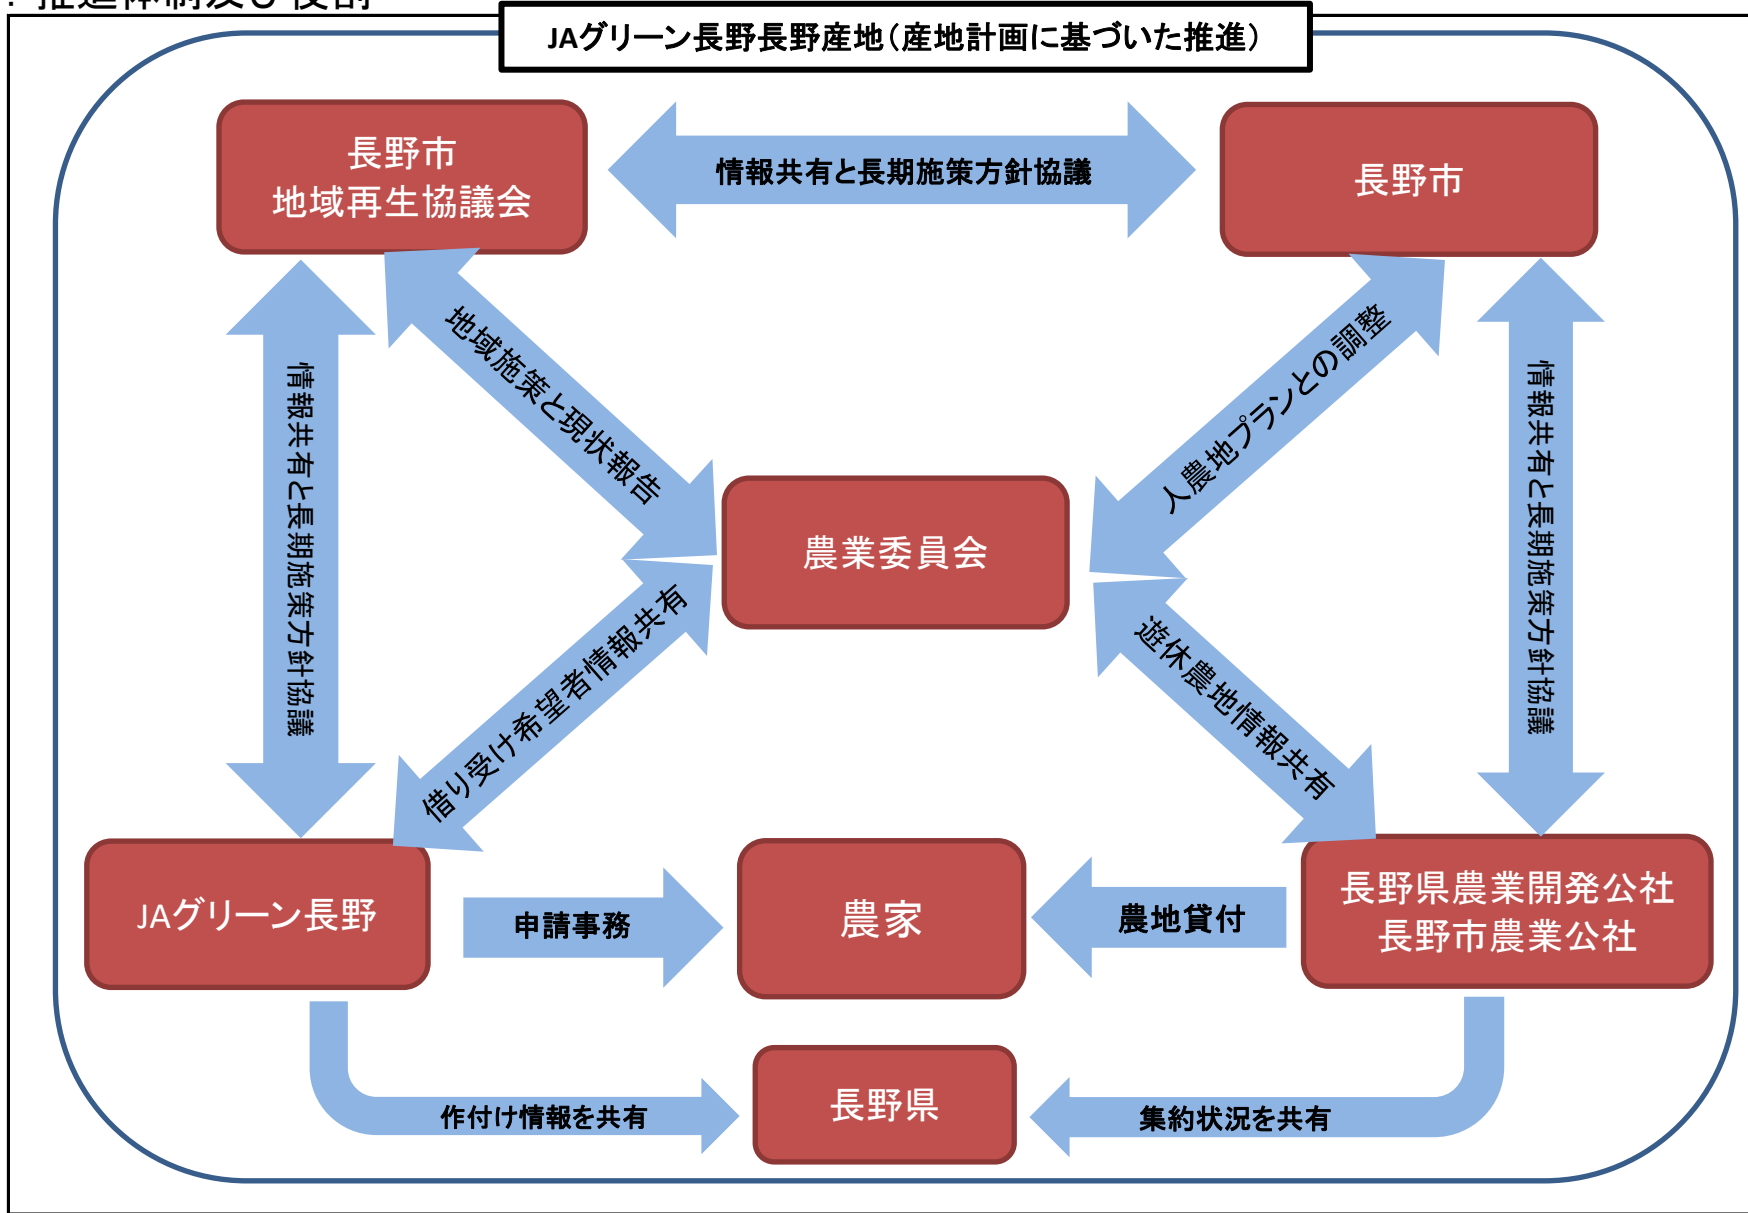 推進体制及び役割
JAグリーン長野長野産地（産地計画に基づいた推進）
長野市
地域再生協議会
情報共有と長期施策方針協議
長野市
地域施策と現状報告
人農地プランとの調整
情報共有と長期施策方針協議
情報共有と長期施策方針協議
農業委員会
借り受け希望者情報共有
遊休農地情報共有
JAグリーン長野
申請事務
農家
農地貸付
長野県農業開発公社
長野市農業公社
作付け情報を共有
長野県
集約状況を共有